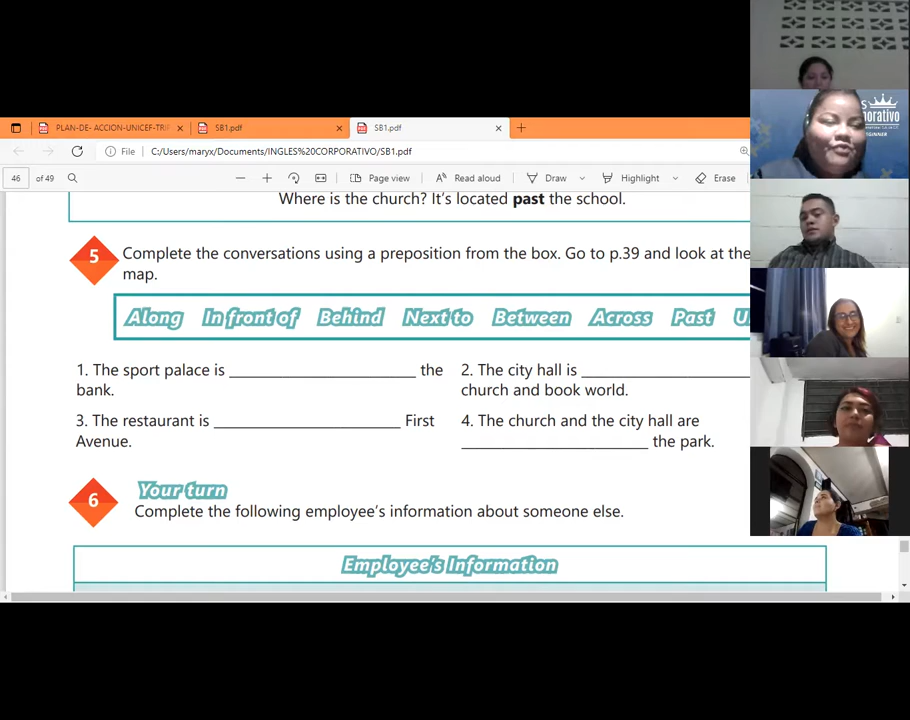 PLAN-DE- ACCION-UNICEF-TRI
SB1.pdf
SB1.pdf
File
C:/Users/maryx/Documents/INGLES%20CORPORATIVO/SB1.pdf
46 of 49
Page view
Read aloud
Draw
Highlight
Erase
Where is the church? It's located past the school.
5
Complete the conversations using a preposition from the box. Go to p.39 and look at the
map.
Along In front of Behind Next to Between Across Past U
1. The sport palace is ______________________ the
bank.
2. The city hall is ____________________
church and book world.
3. The restaurant is ______________________ First
Avenue.
4. The church and the city hall are
______________________ the park.
6
Your turn
Complete the following employee's information about someone else.
Employee's Information